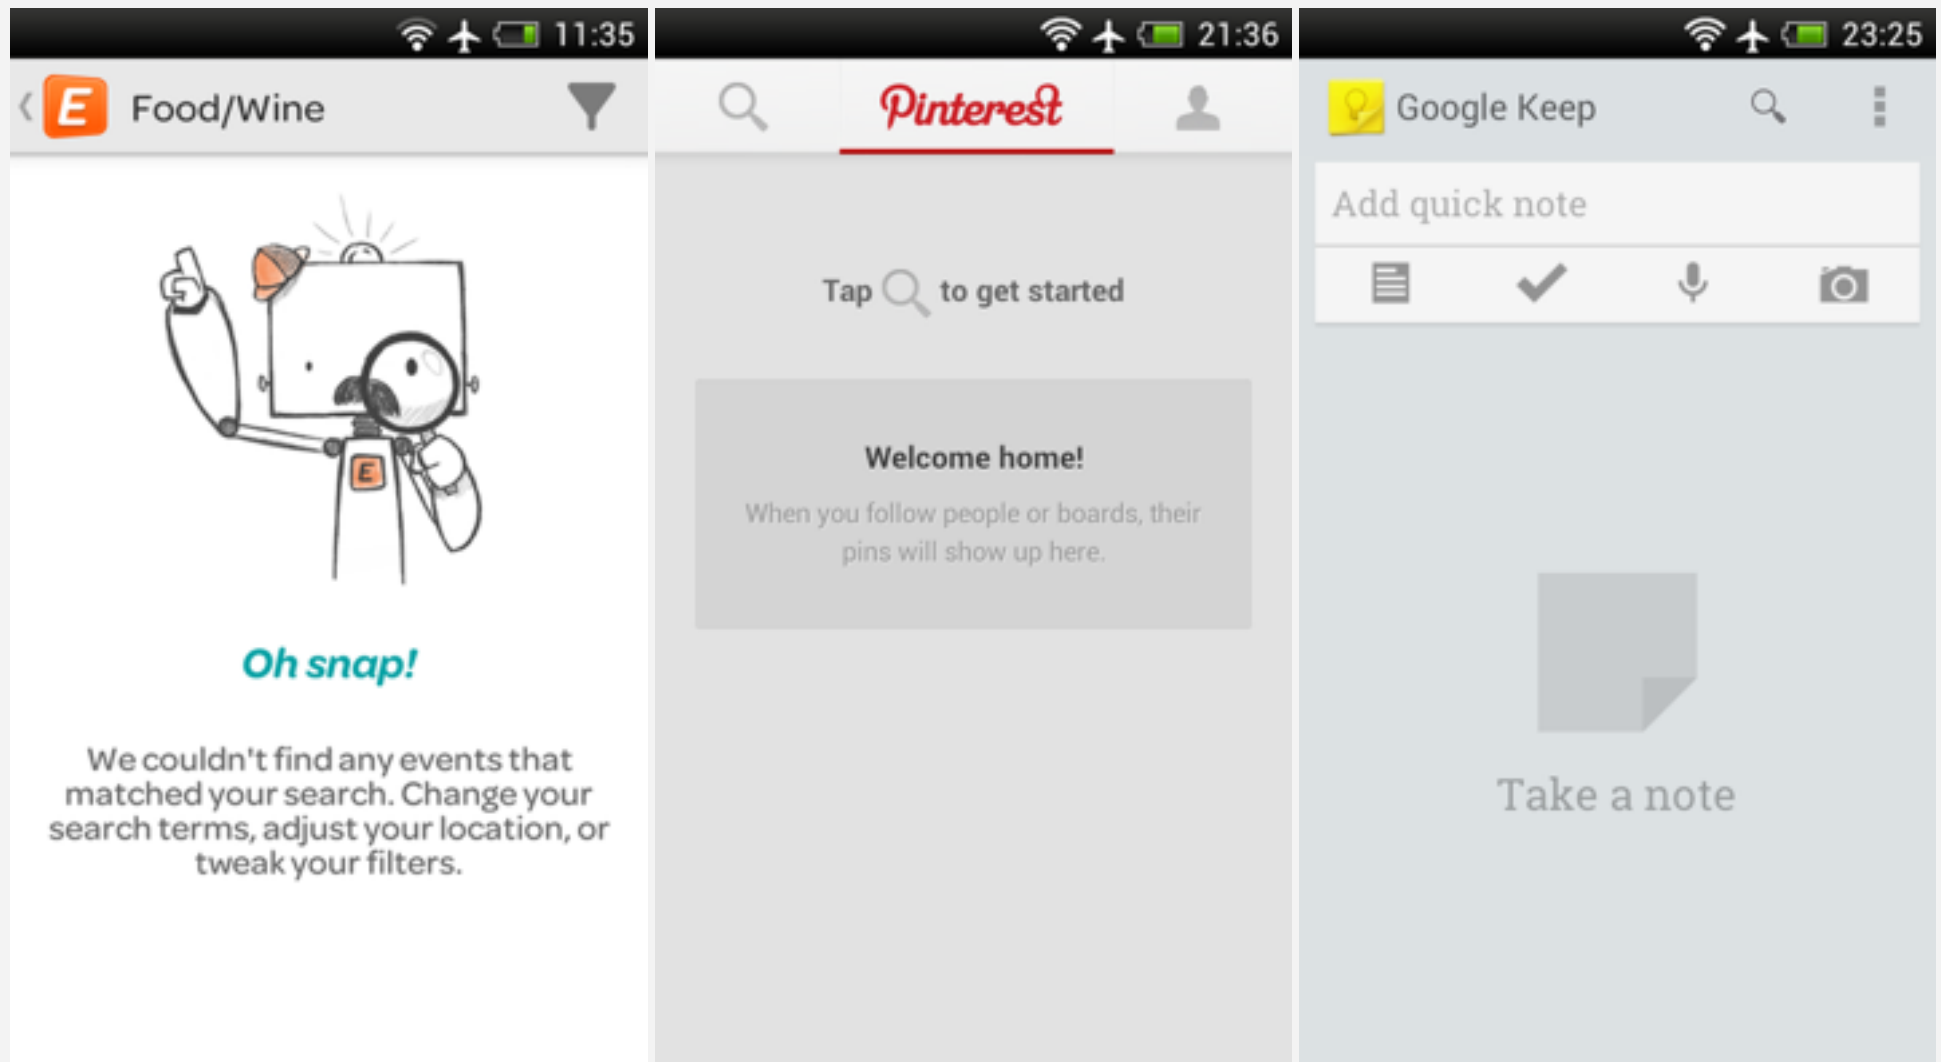 11:35
E Food/Wine
E
Oh snap!
We couldn't find any events that
matched your search. Change your
search terms, adjust your location, or
tweak your filters.
21:36
Pinterest
Tap to get started
Welcome home!
When you follow people or boards, their
pins will show up here.
23:25
Google Keep
Add quick note
Take a note